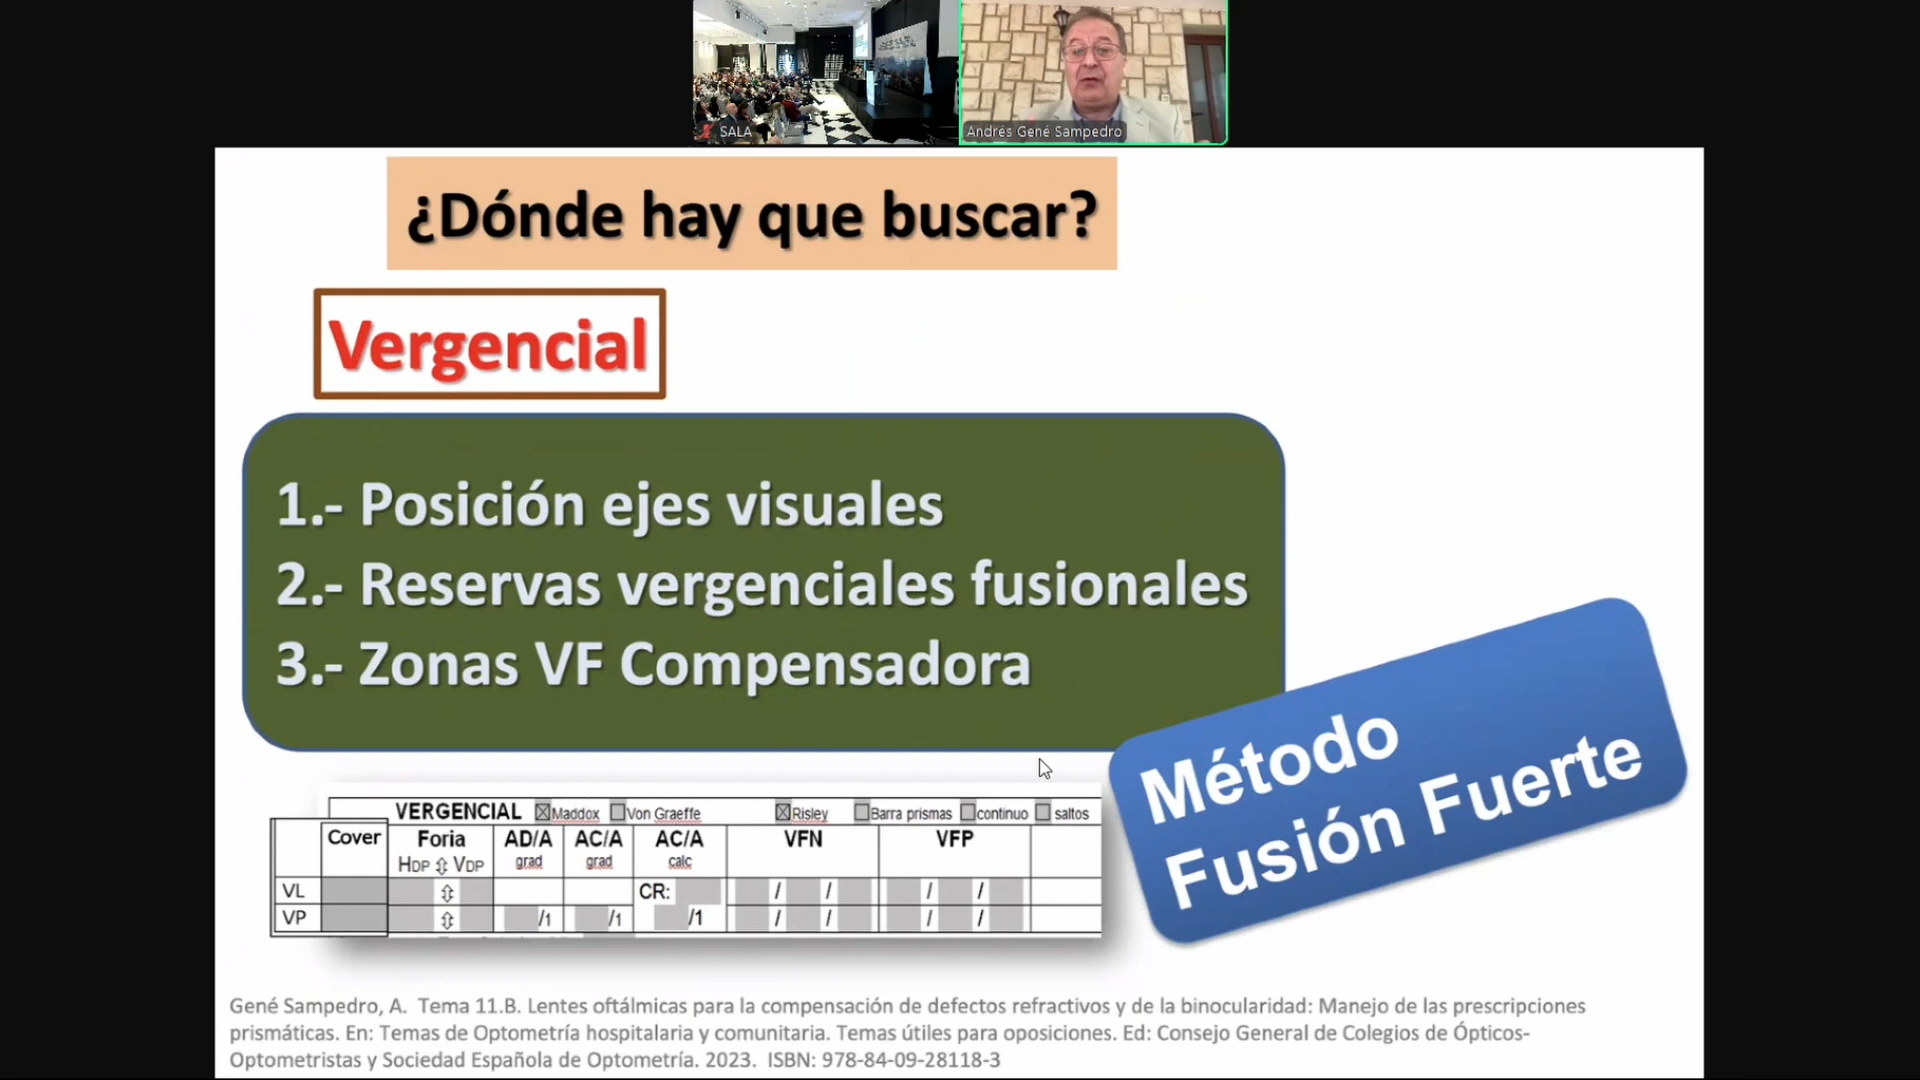 SALA
Andrés Gené Sampedro
¿Dónde hay que buscar?
Vergencial
1.- Posición ejes visuales
2.- Reservas vergenciales fusionales
3.- Zonas VF Compensadora
Método
Fusión Fuerte
VERGENCIAL Maddox Von Graeffe Risley Barra prismas continuo saltos
Cover Foria AD/A AC/A AC/A VFN VFP
HDP ⇕ VDP grad grad calc
VL ⇕ CR: / / / /
VP ⇕ /1 /1 /1 / / / /
Gené Sampedro, A. Tema 11.B. Lentes oftálmicas para la compensación de defectos refractivos y de la binocularidad: Manejo de las prescripciones
prismáticas. En: Temas de Optometría hospitalaria y comunitaria. Temas útiles para oposiciones. Ed: Consejo General de Colegios de Ópticos-
Optometristas y Sociedad Española de Optometría. 2023. ISBN: 978-84-09-28118-3